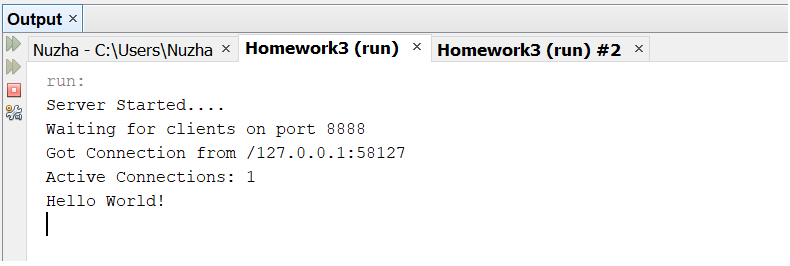 Output ×
Nuzha - C:\Users\Nuzha × Homework3 (run) × Homework3 (run) #2 ×
run:
Server Started....
Waiting for clients on port 8888
Got Connection from /127.0.0.1:58127
Active Connections: 1
Hello World!